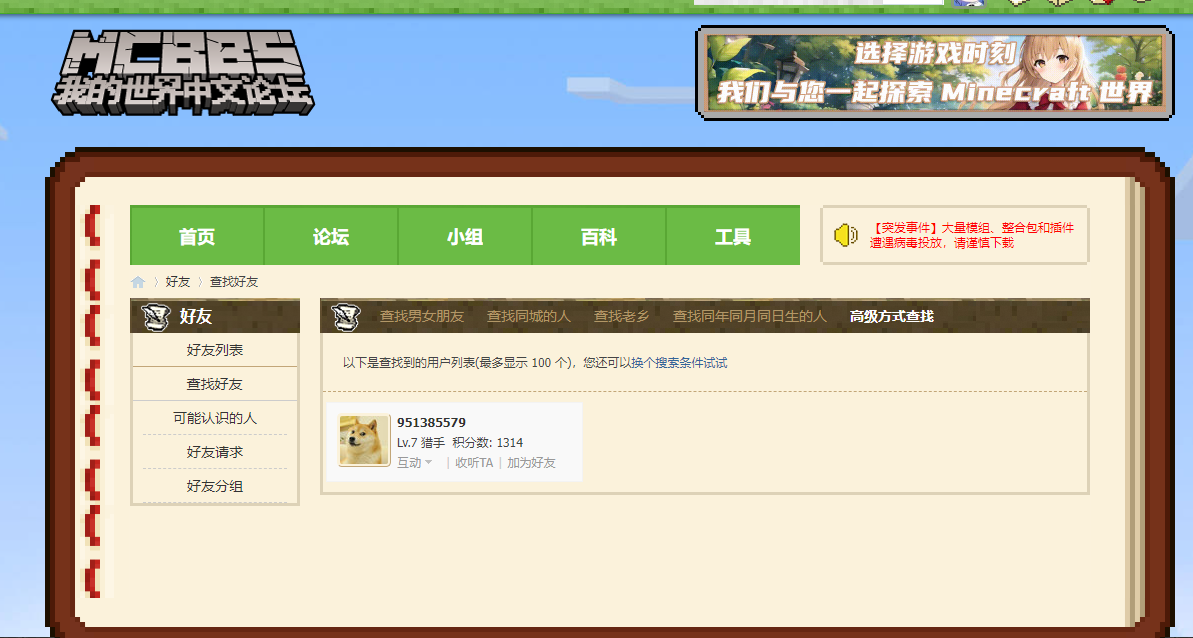 MCBBS
我的世界中文论坛
选择游戏时刻
我们与您一起探索 Minecraft 世界
首页 论坛 小组 百科 工具
【突发事件】大量模组、整合包和插件
遭遇病毒投放，请谨慎下载
好友 查找好友
好友
查找男女朋友 查找同城的人 查找老乡 查找同年同月同日生的人 高级方式查找
好友列表
查找好友
可能认识的人
好友请求
好友分组
以下是查找到的用户列表(最多显示 100 个)，您还可以换个搜索条件试试
951385579
Lv.7 猎手 积分数: 1314
互动 | 收听TA | 加为好友